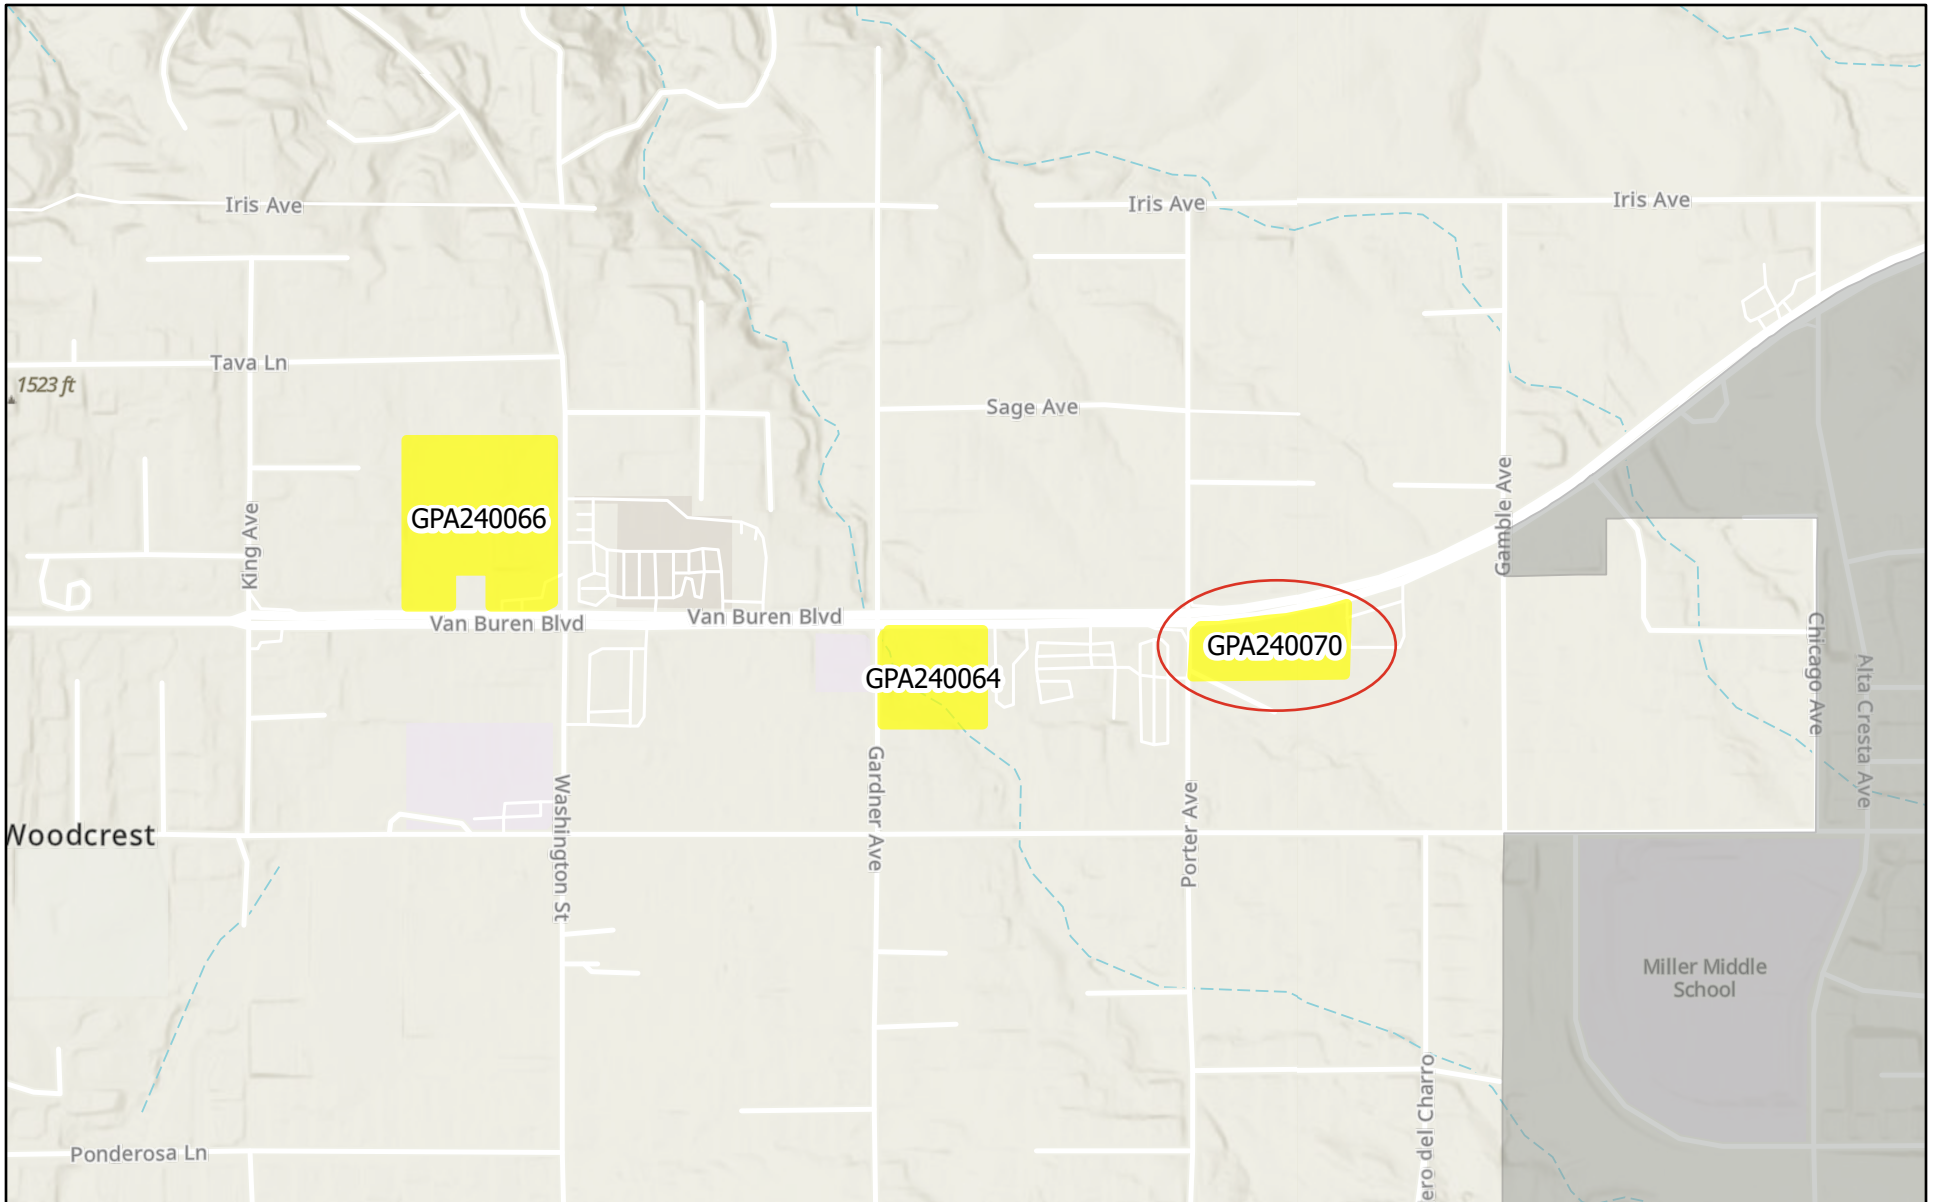 Iris Ave
Iris Ave
Iris Ave
Tava Ln
1523 ft
Sage Ave
GPA240066
King Ave
Gamble Ave
Van Buren Blvd
Van Buren Blvd
GPA240070
GPA240064
Chicago Ave
Alta Cresta Ave
Gardner Ave
Washington St
Porter Ave
Woodcrest
Miller Middle
School
ero del Charro
Ponderosa Ln